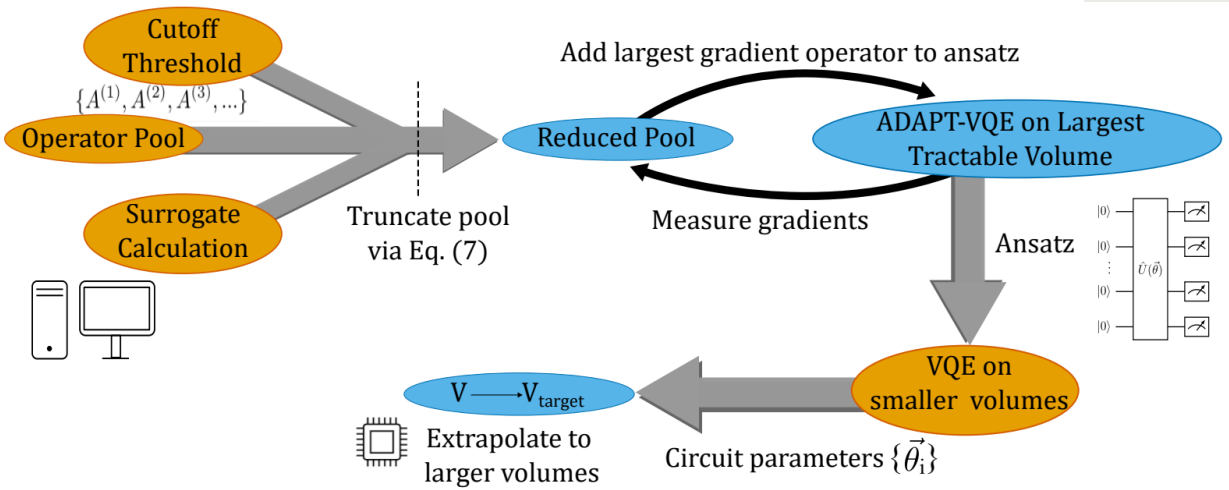 Cutoff
Threshold
{A^{(1)}, A^{(2)}, A^{(3)}, ...}
Operator Pool
Surrogate
Calculation
Truncate pool
via Eq. (7)
Reduced Pool
Add largest gradient operator to ansatz
Measure gradients
ADAPT-VQE on Largest
Tractable Volume
Ansatz
|0⟩
|0⟩
⋮
|0⟩
|0⟩
Û(θ⃗)
VQE on
smaller volumes
Circuit parameters {θ⃗_i}
V → V_target
Extrapolate to
larger volumes